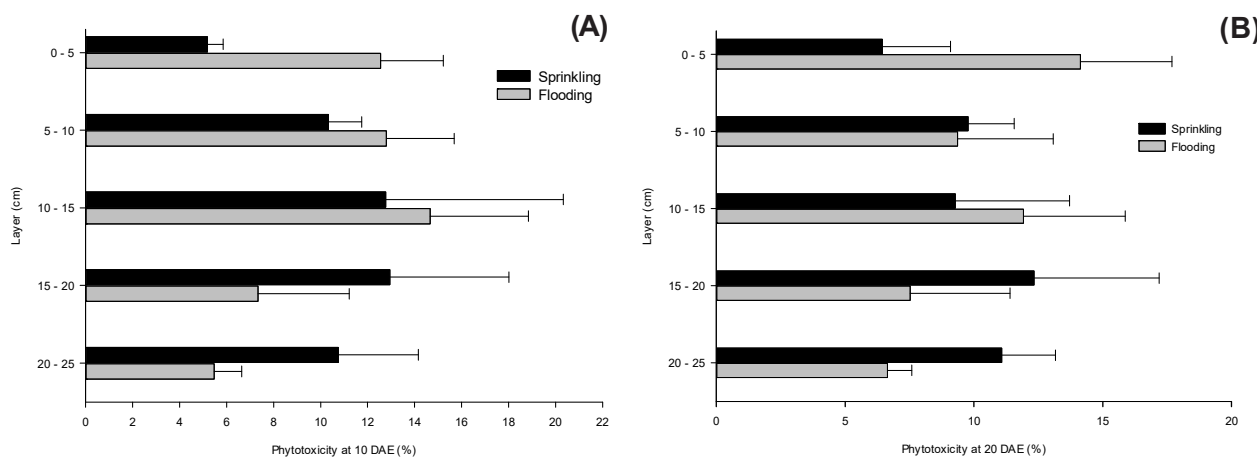 (A)
0 - 5
Sprinkling
Flooding
5 - 10
10 - 15
15 - 20
20 - 25
Layer (cm)
0 2 4 6 8 10 12 14 16 18 20 22
Phytotoxicity at 10 DAE (%)
(B)
0 - 5
5 - 10
Sprinkling
Flooding
10 - 15
15 - 20
20 - 25
Layer (cm)
0 5 10 15 20
Phytotoxicity at 20 DAE (%)